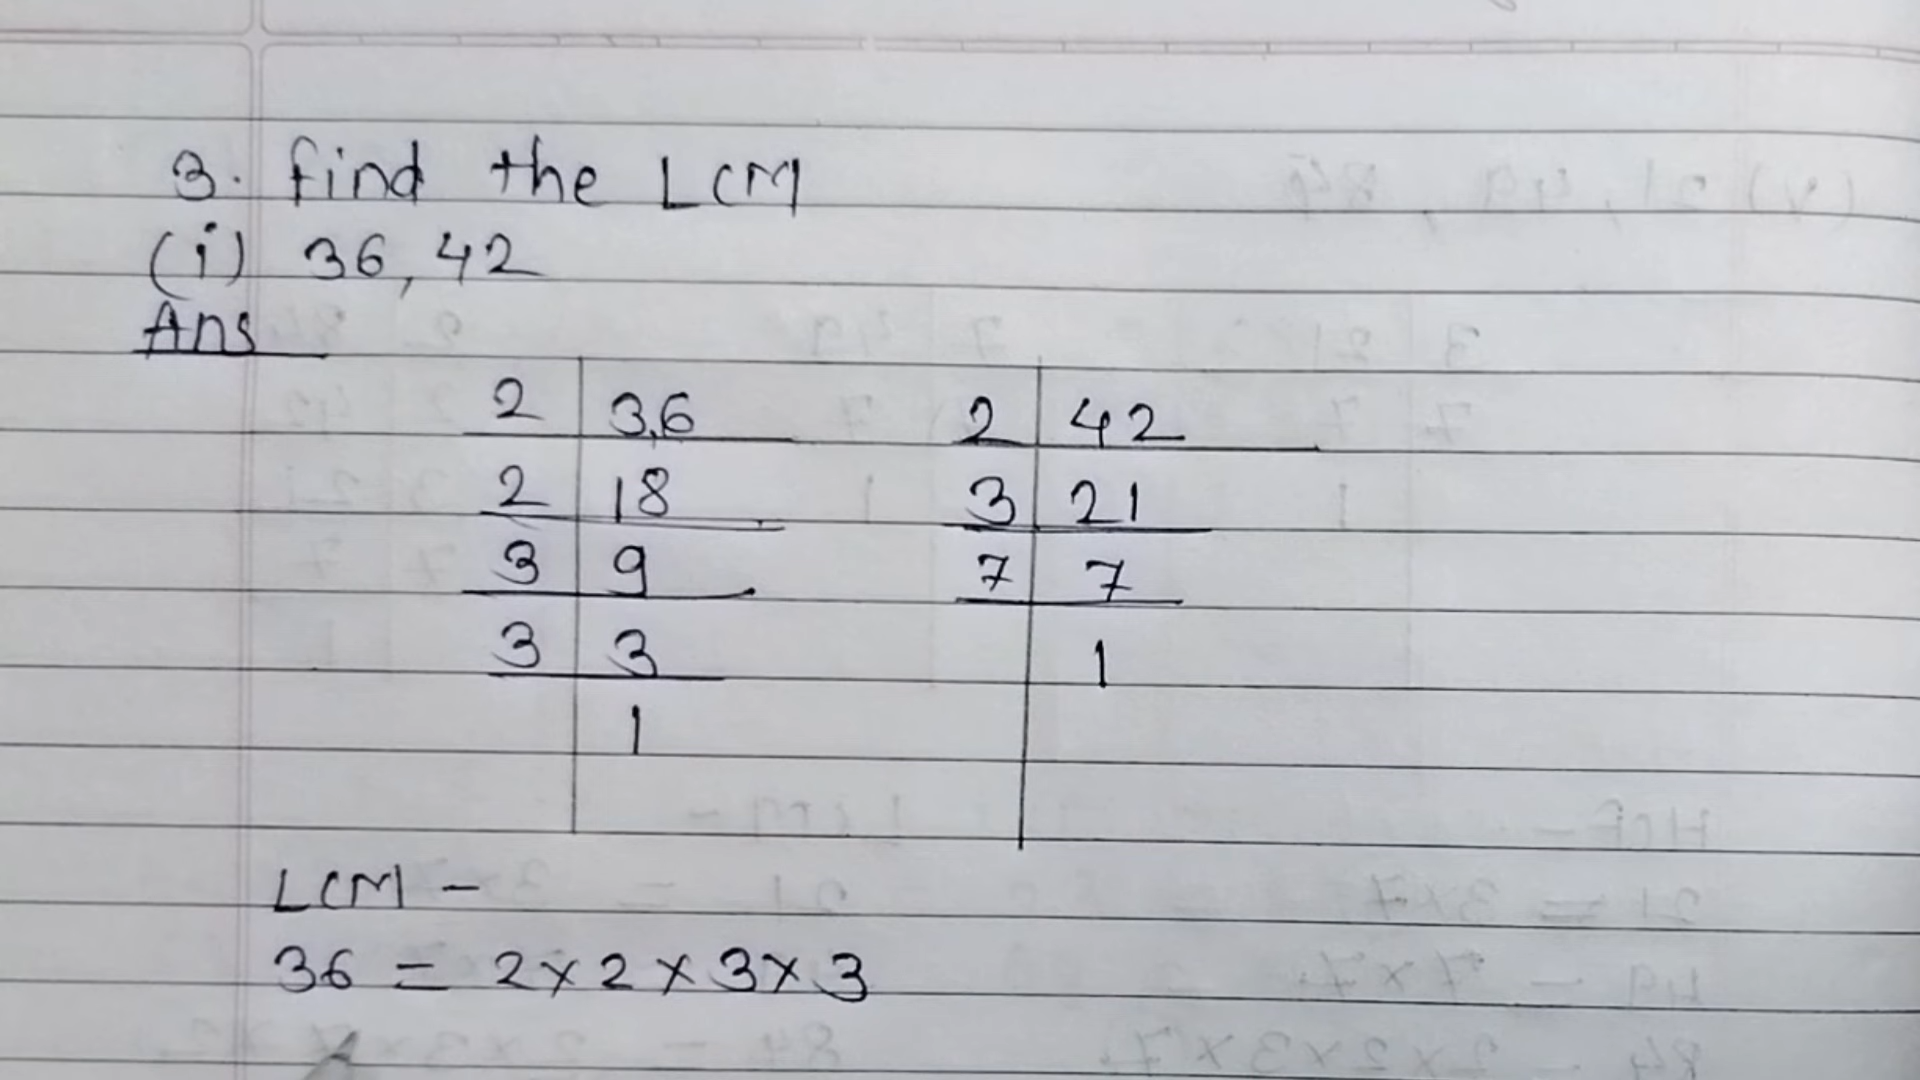 3. find the LCM
(i) 36, 42
Ans
2 | 36   2 | 42
2 | 18   3 | 21
3 | 9   7 | 7
3 | 3   1
1
LCM -
36 = 2×2×3×3